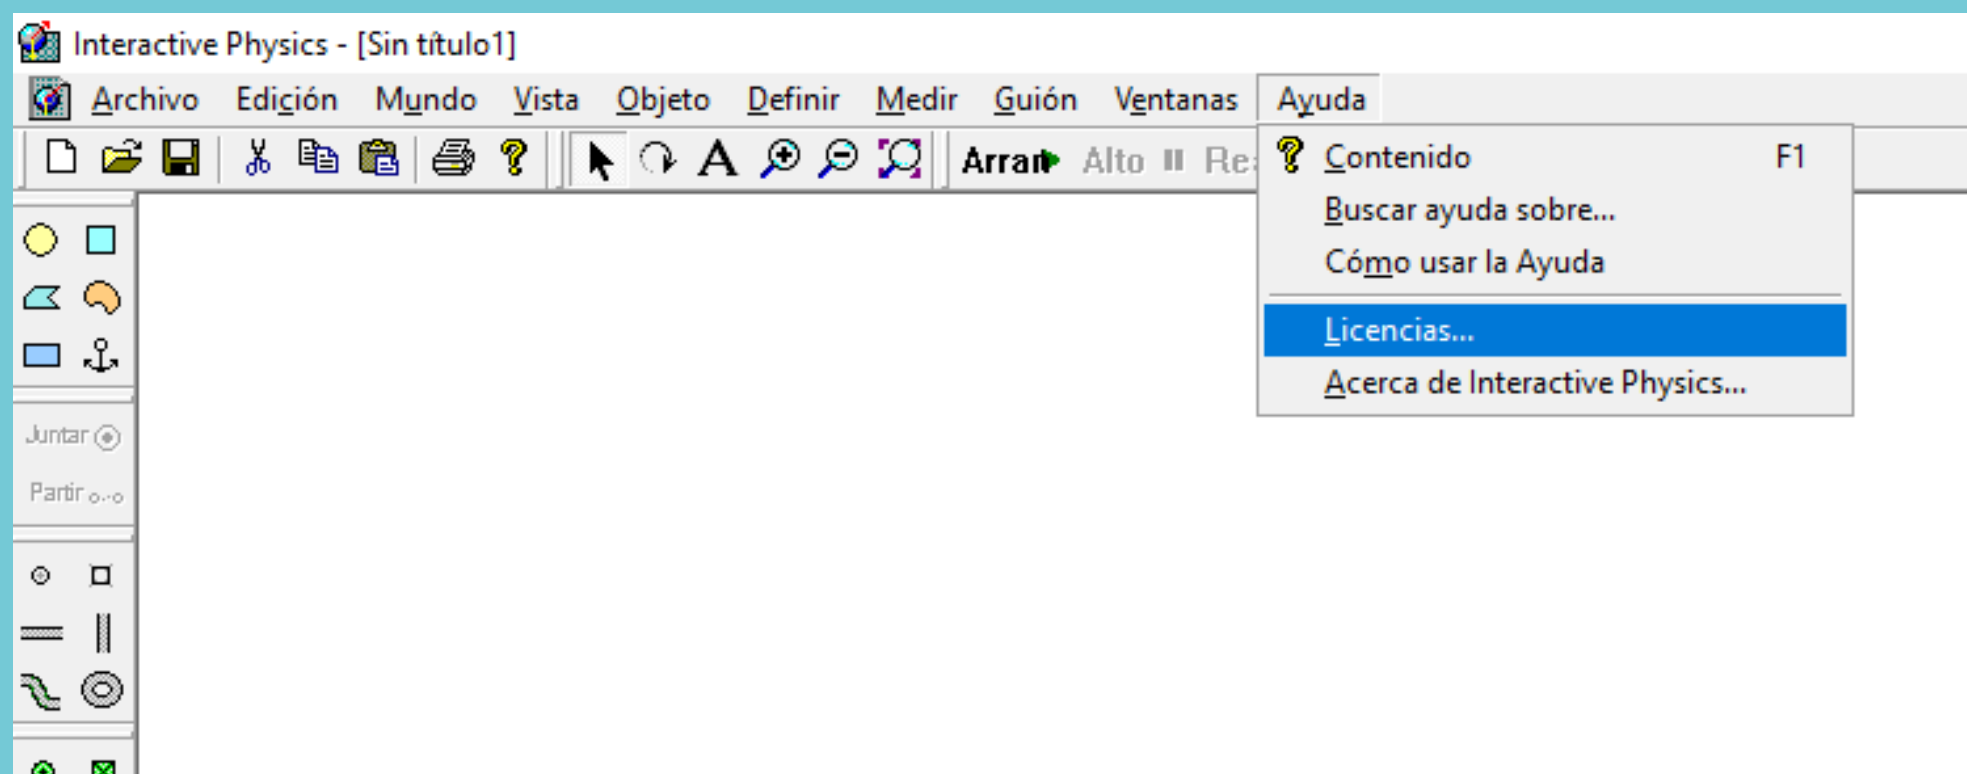 Interactive Physics - [Sin título1]
Archivo Edición Mundo Vista Objeto Definir Medir Guión Ventanas Ayuda
A Alto
Contenido F1
Buscar ayuda sobre...
Cómo usar la Ayuda
Licencias...
Acerca de Interactive Physics...
Juntar
Partir